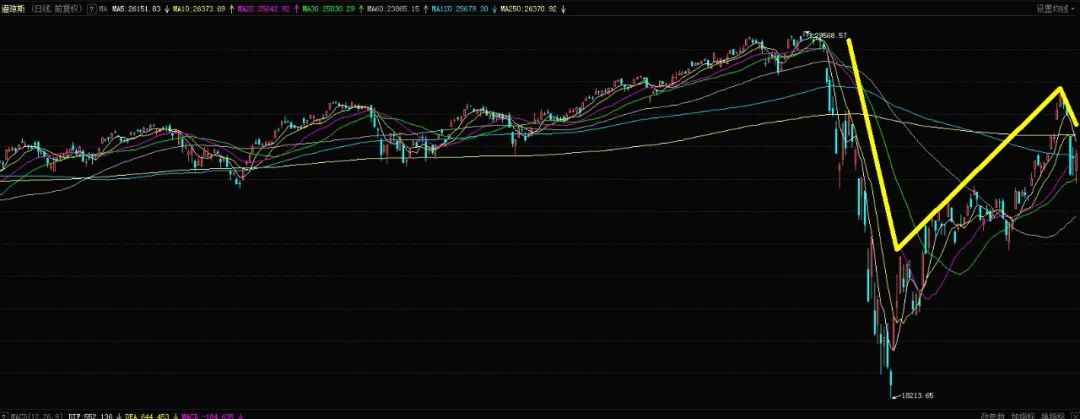 道琼斯 (日线.前复权) ? MA MA5:26151.83 ↓ MA10:26373.69 ↑ MA20:25642.92 ↑ MA30:25030.29 ↑ MA60:23865.15 ↑ MA120:25679.30 ↓ MA250:26370.92 ↓ 设置均线
29568.57
18213.65
? MACD(12,26,9) DIF:552.136 ↓ DEA:644.453 ↓ MACD:-184.635 ↓ 改参数 加指标 换指标